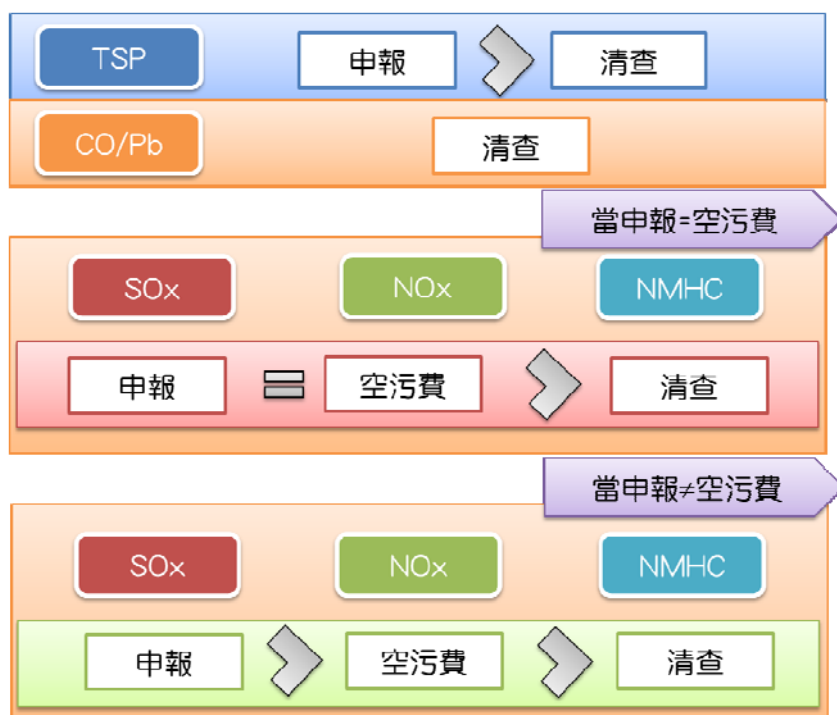 TSP 申報 清查
CO/Pb 清查
當申報=空污費
SOx NOx NMHC
申報 = 空污費 清查
當申報≠空污費
SOx NOx NMHC
申報 空污費 清查